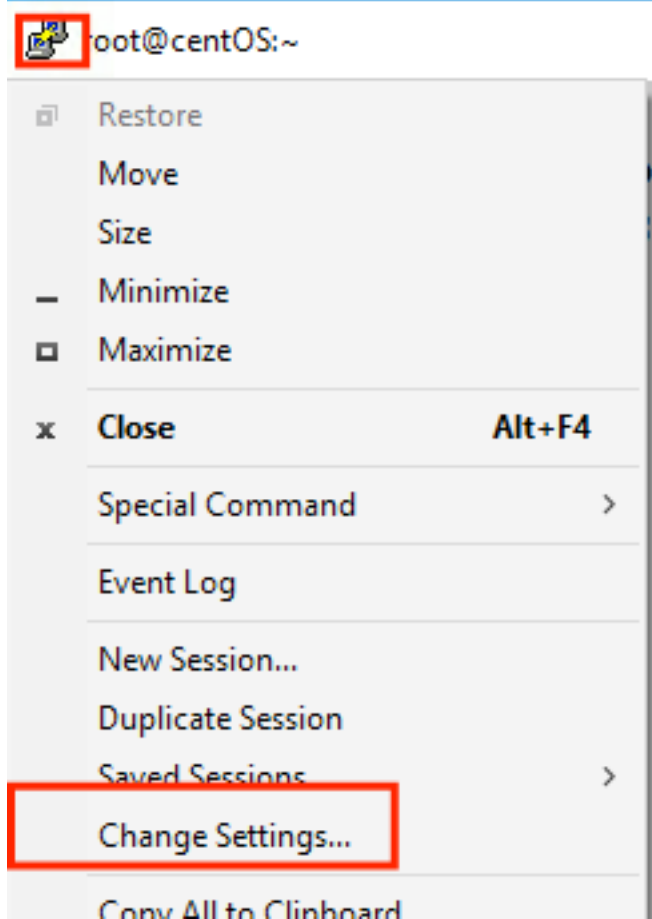 root@centOS:~
Restore
Move
Size
Minimize
Maximize
Close Alt+F4
Special Command
Event Log
New Session...
Duplicate Session
Saved Sessions
Change Settings...
Copy All to Clipboard